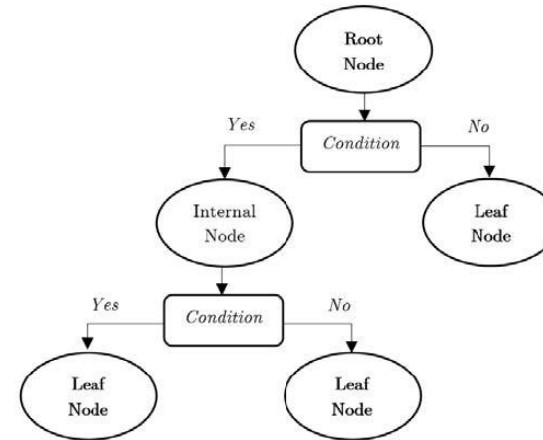 Root
Node
Yes
No
Condition
Internal
Node
Leaf
Node
Yes
No
Condition
Leaf
Node
Leaf
Node